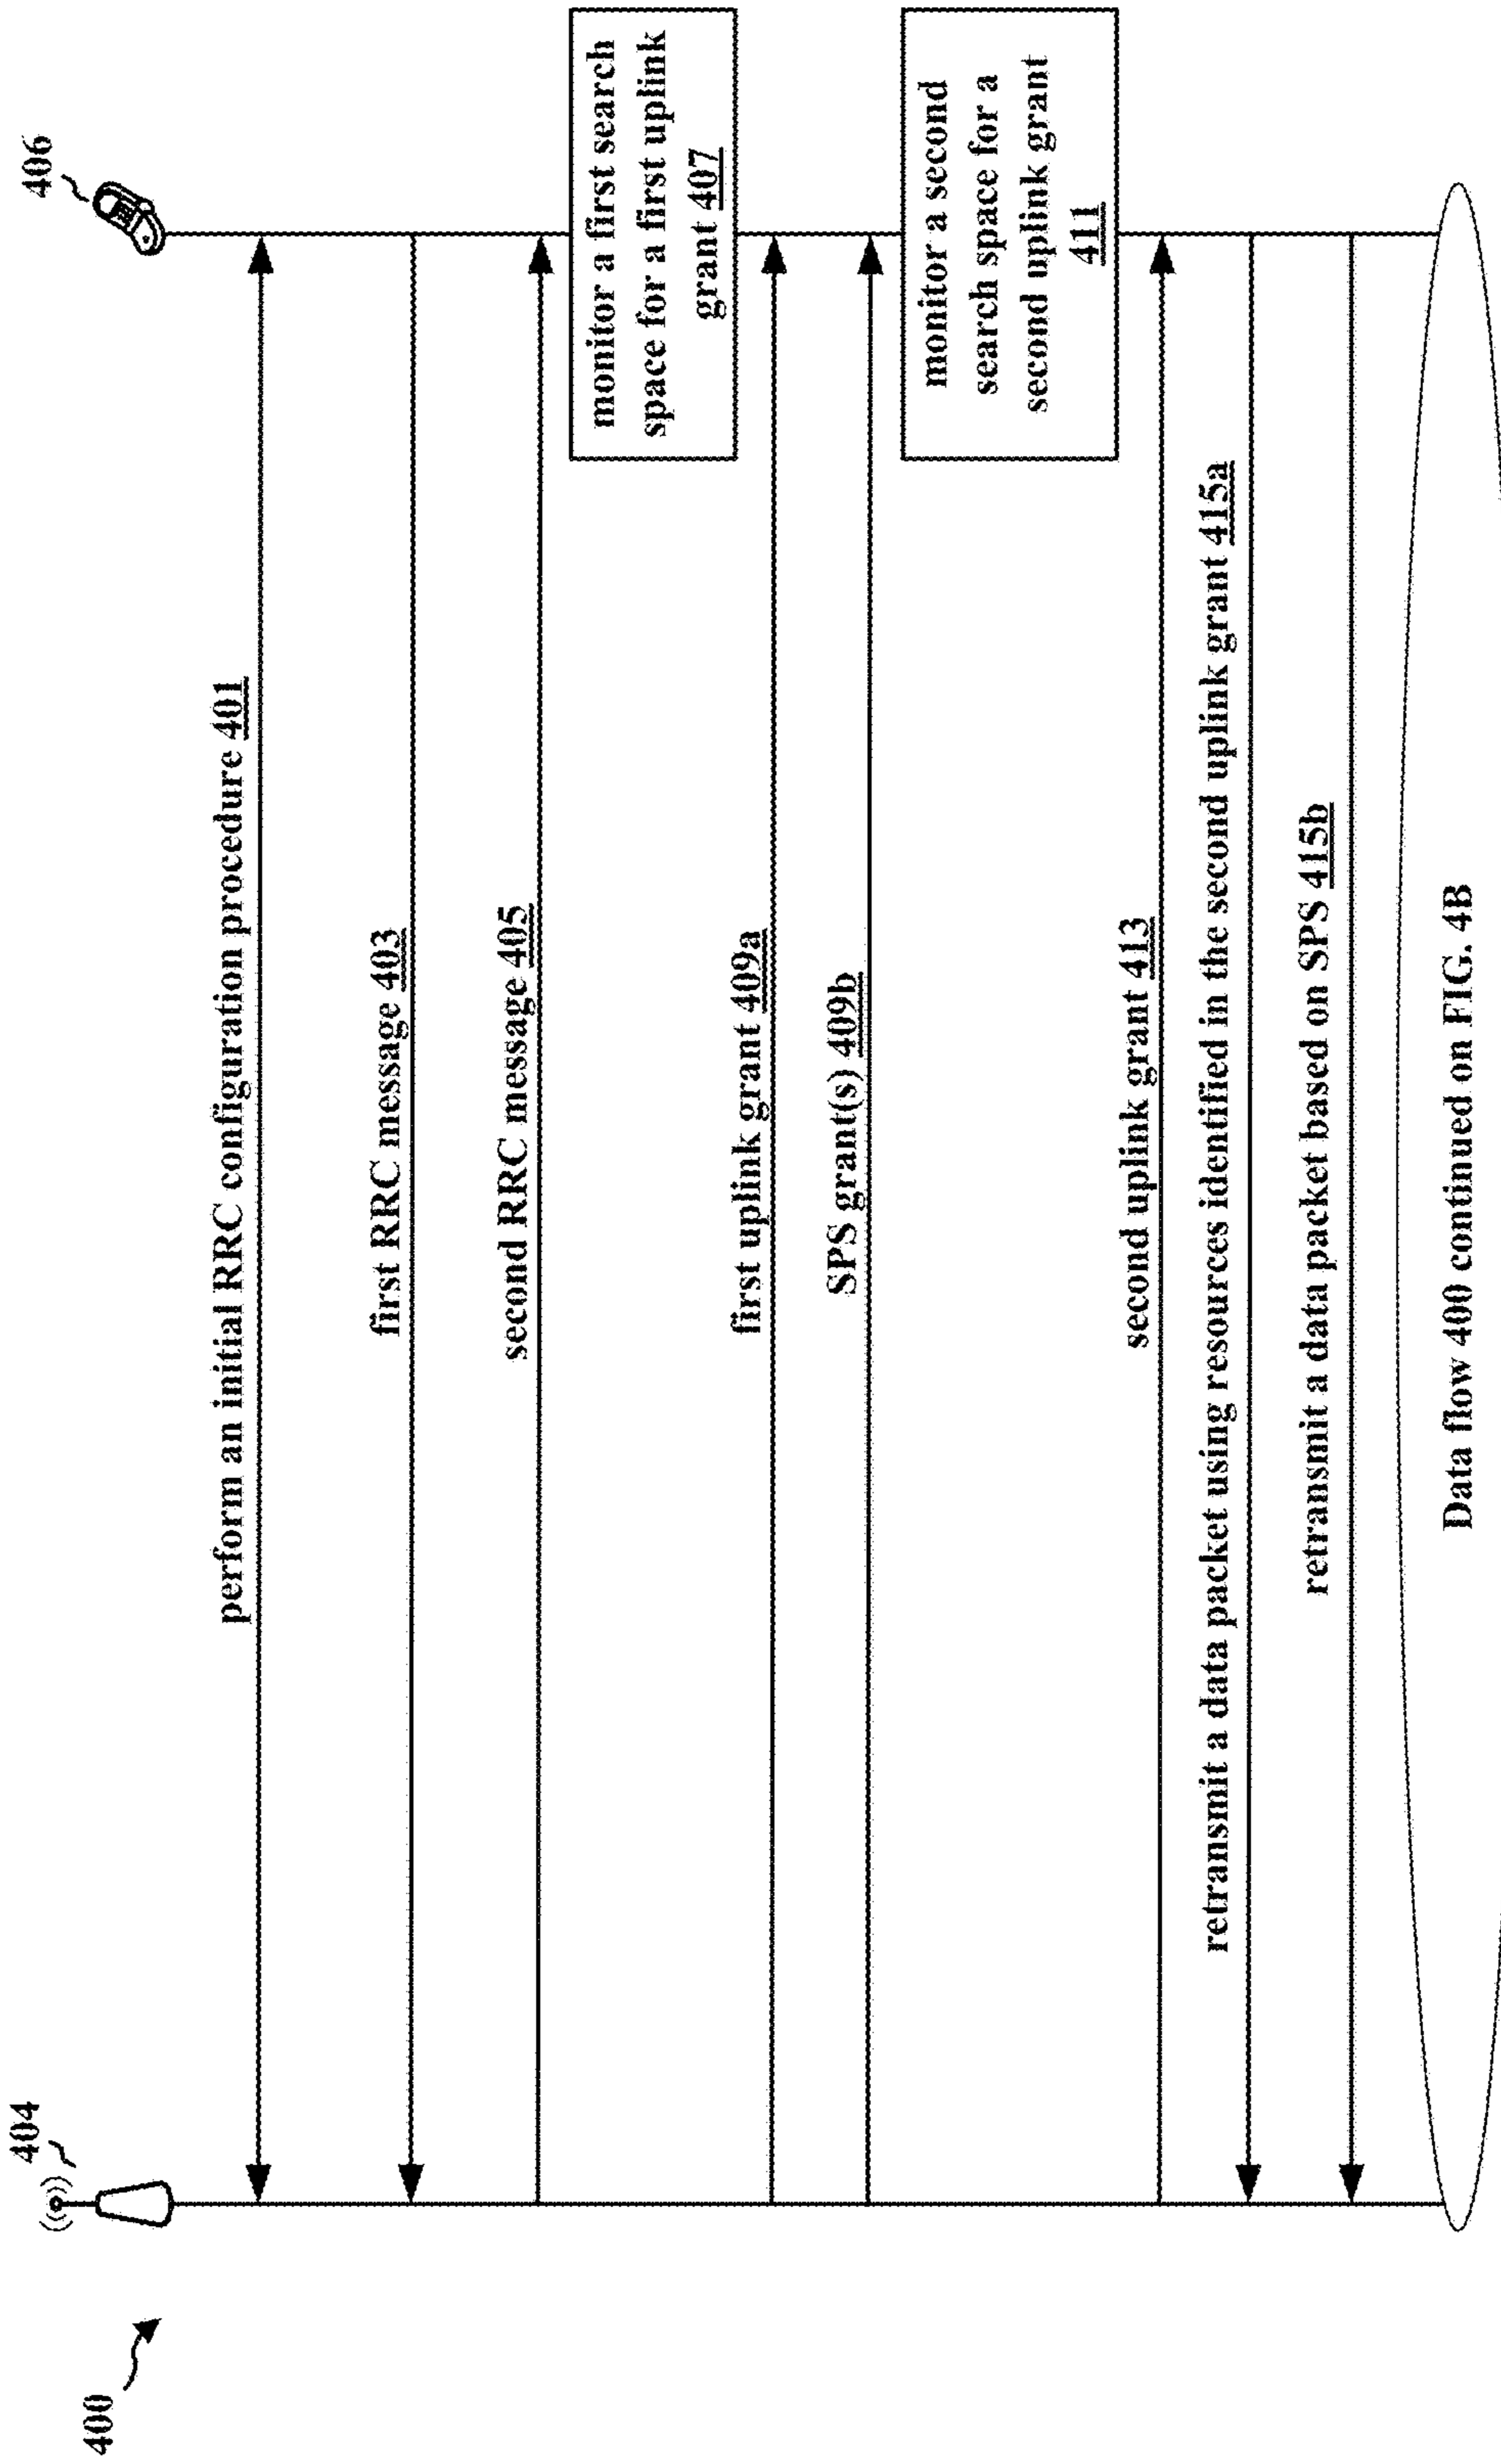 400
404
406
perform an initial RRC configuration procedure 401
first RRC message 403
second RRC message 405
monitor a first search
space for a first uplink
grant 407
first uplink grant 409a
SPS grant(s) 409b
monitor a second
search space for a
second uplink grant
411
second uplink grant 413
retransmit a data packet using resources identified in the second uplink grant 415a
retransmit a data packet based on SPS 415b
Data flow 400 continued on FIG. 4B